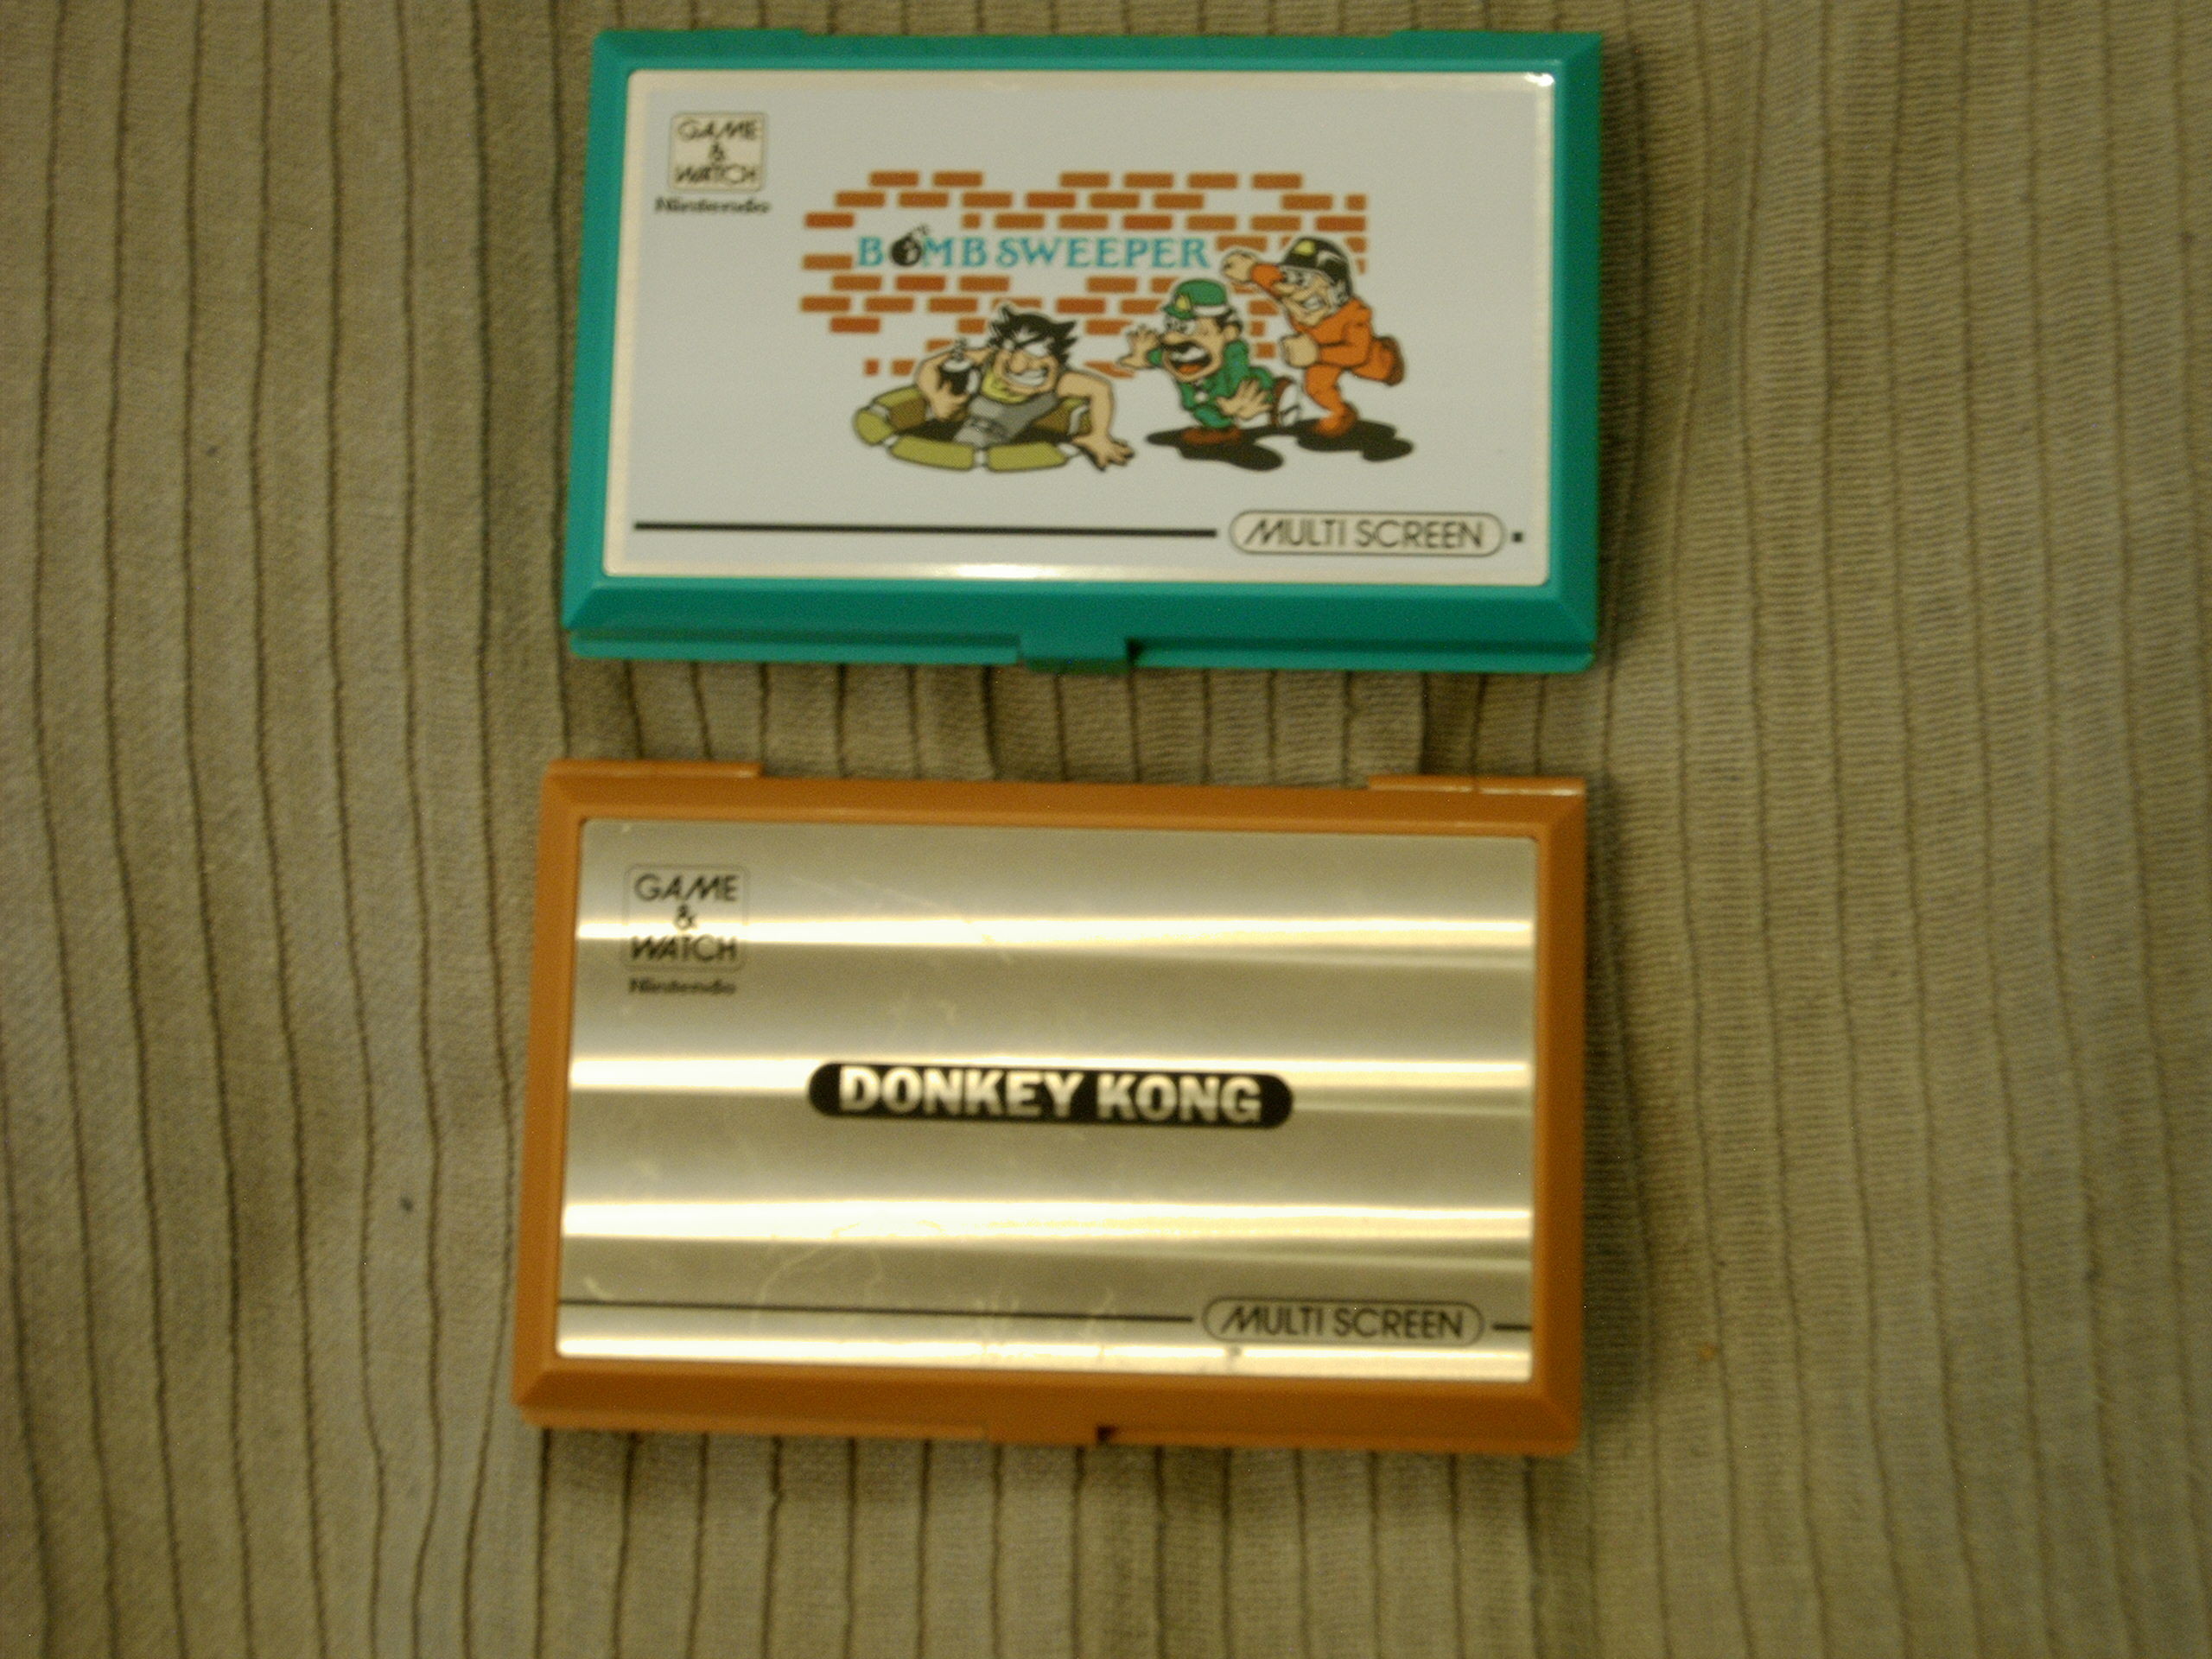 GAME
&
WATCH
Nintendo
BOMB SWEEPER
MULTI SCREEN
GAME
&
WATCH
Nintendo
DONKEY KONG
MULTI SCREEN